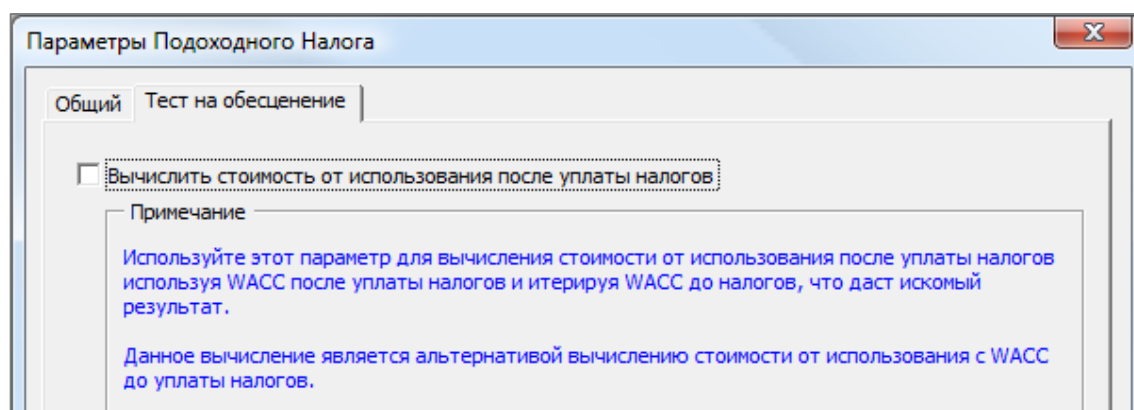 Параметры Подоходного Налога
Общий
Тест на обесценение
Вычислить стоимость от использования после уплаты налогов
Примечание
Используйте этот параметр для вычисления стоимости от использования после уплаты налогов
используя WACC после уплаты налогов и итерируя WACC до налогов, что даст искомый
результат.
Данное вычисление является альтернативой вычислению стоимости от использования с WACC
до уплаты налогов.